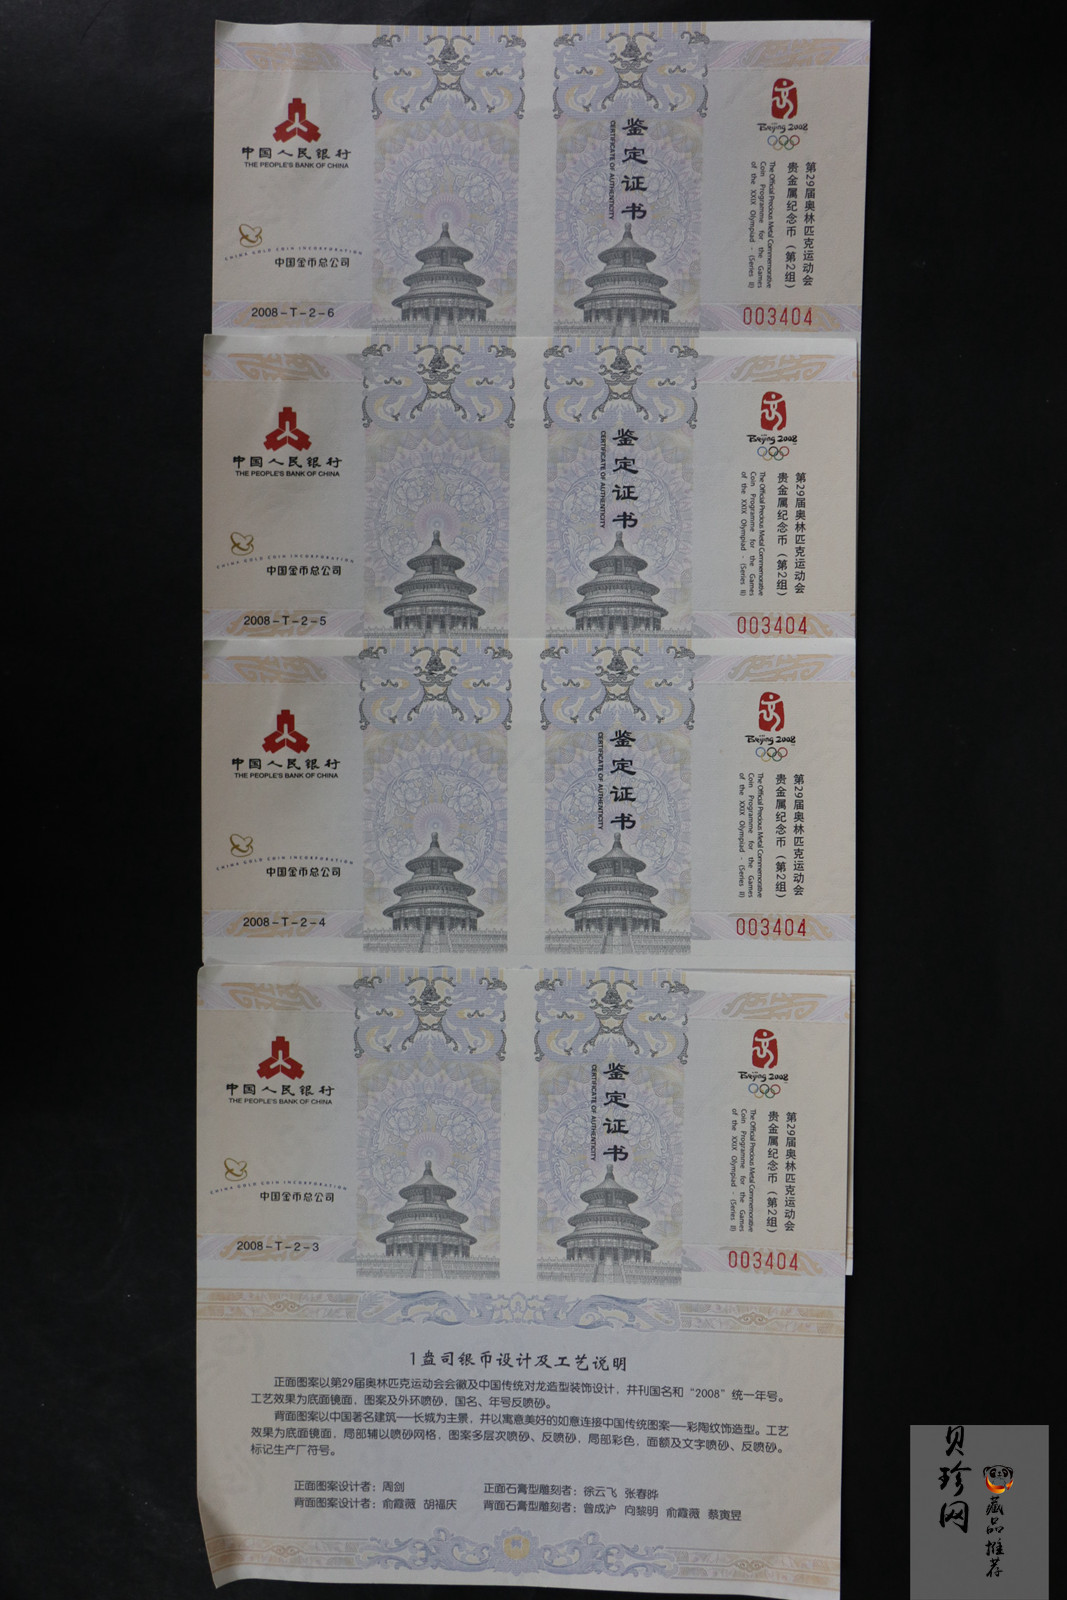 中国人民银行
THE PEOPLE'S BANK OF CHINA
CHINA GOLD COIN INCORPORATION
中国金币总公司
2008-T-2-6
鉴定证书
CERTIFICATE OF AUTHENTICITY
Beijing 2008
第29届奥林匹克运动会
贵金属纪念币（第2组）
The Official Precious Metal Commemorative
Coin Programme for the Games
of the XXIX Olympiad - (Series II)
003404
中国人民银行
THE PEOPLE'S BANK OF CHINA
CHINA GOLD COIN INCORPORATION
中国金币总公司
2008-T-2-5
鉴定证书
CERTIFICATE OF AUTHENTICITY
Beijing 2008
第29届奥林匹克运动会
贵金属纪念币（第2组）
The Official Precious Metal Commemorative
Coin Programme for the Games
of the XXIX Olympiad - (Series II)
003404
中国人民银行
THE PEOPLE'S BANK OF CHINA
CHINA GOLD COIN INCORPORATION
中国金币总公司
2008-T-2-4
鉴定证书
CERTIFICATE OF AUTHENTICITY
Beijing 2008
第29届奥林匹克运动会
贵金属纪念币（第2组）
The Official Precious Metal Commemorative
Coin Programme for the Games
of the XXIX Olympiad - (Series II)
003404
中国人民银行
THE PEOPLE'S BANK OF CHINA
CHINA GOLD COIN INCORPORATION
中国金币总公司
2008-T-2-3
鉴定证书
CERTIFICATE OF AUTHENTICITY
Beijing 2008
第29届奥林匹克运动会
贵金属纪念币（第2组）
The Official Precious Metal Commemorative
Coin Programme for the Games
of the XXIX Olympiad - (Series II)
003404
1盎司银币设计及工艺说明
正面图案以第29届奥林匹克运动会会徽及中国传统对龙造型装饰设计，并刊国名和“2008”统一年号。
工艺效果为底面镜面，图案及外环喷砂，国名、年号反喷砂。
背面图案以中国著名建筑——长城为主景，并以寓意美好的如意连接中国传统图案——彩陶纹饰造型。工艺
效果为底面镜面，局部辅以喷砂网格，图案多层次喷砂、反喷砂，局部彩色，面额及文字喷砂、反喷砂。
标记生产厂符号。
正面图案设计者：周剑 正面石膏型雕刻者：徐云飞 张春晔
背面图案设计者：俞霞薇 胡福庆 背面石膏型雕刻者：曾成沪 向黎明 俞霞薇 蔡寅昱
贝珍网
藏品推荐